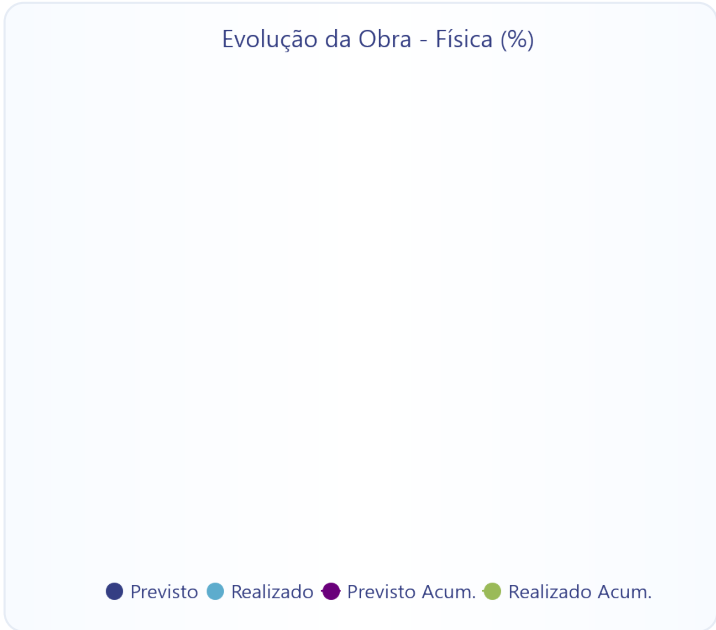 Evolução da Obra - Física (%)
Previsto Realizado Previsto Acum. Realizado Acum.